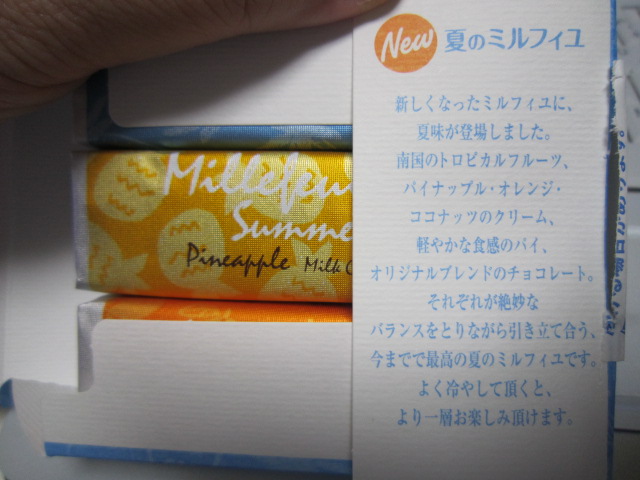 New 夏のミルフィユ
新しくなったミルフィユに、
夏味が登場しました。
南国のトロピカルフルーツ、
パイナップル・オレンジ・
ココナッツのクリーム、
軽やかな食感のパイ、
オリジナルブレンドのチョコレート。
それぞれが絶妙な
バランスをとりながら引き立て合う、
今までで最高の夏のミルフィユです。
よく冷やして頂くと、
より一層お楽しみ頂けます。
Millefeu
Summe
Pineapple Milk C